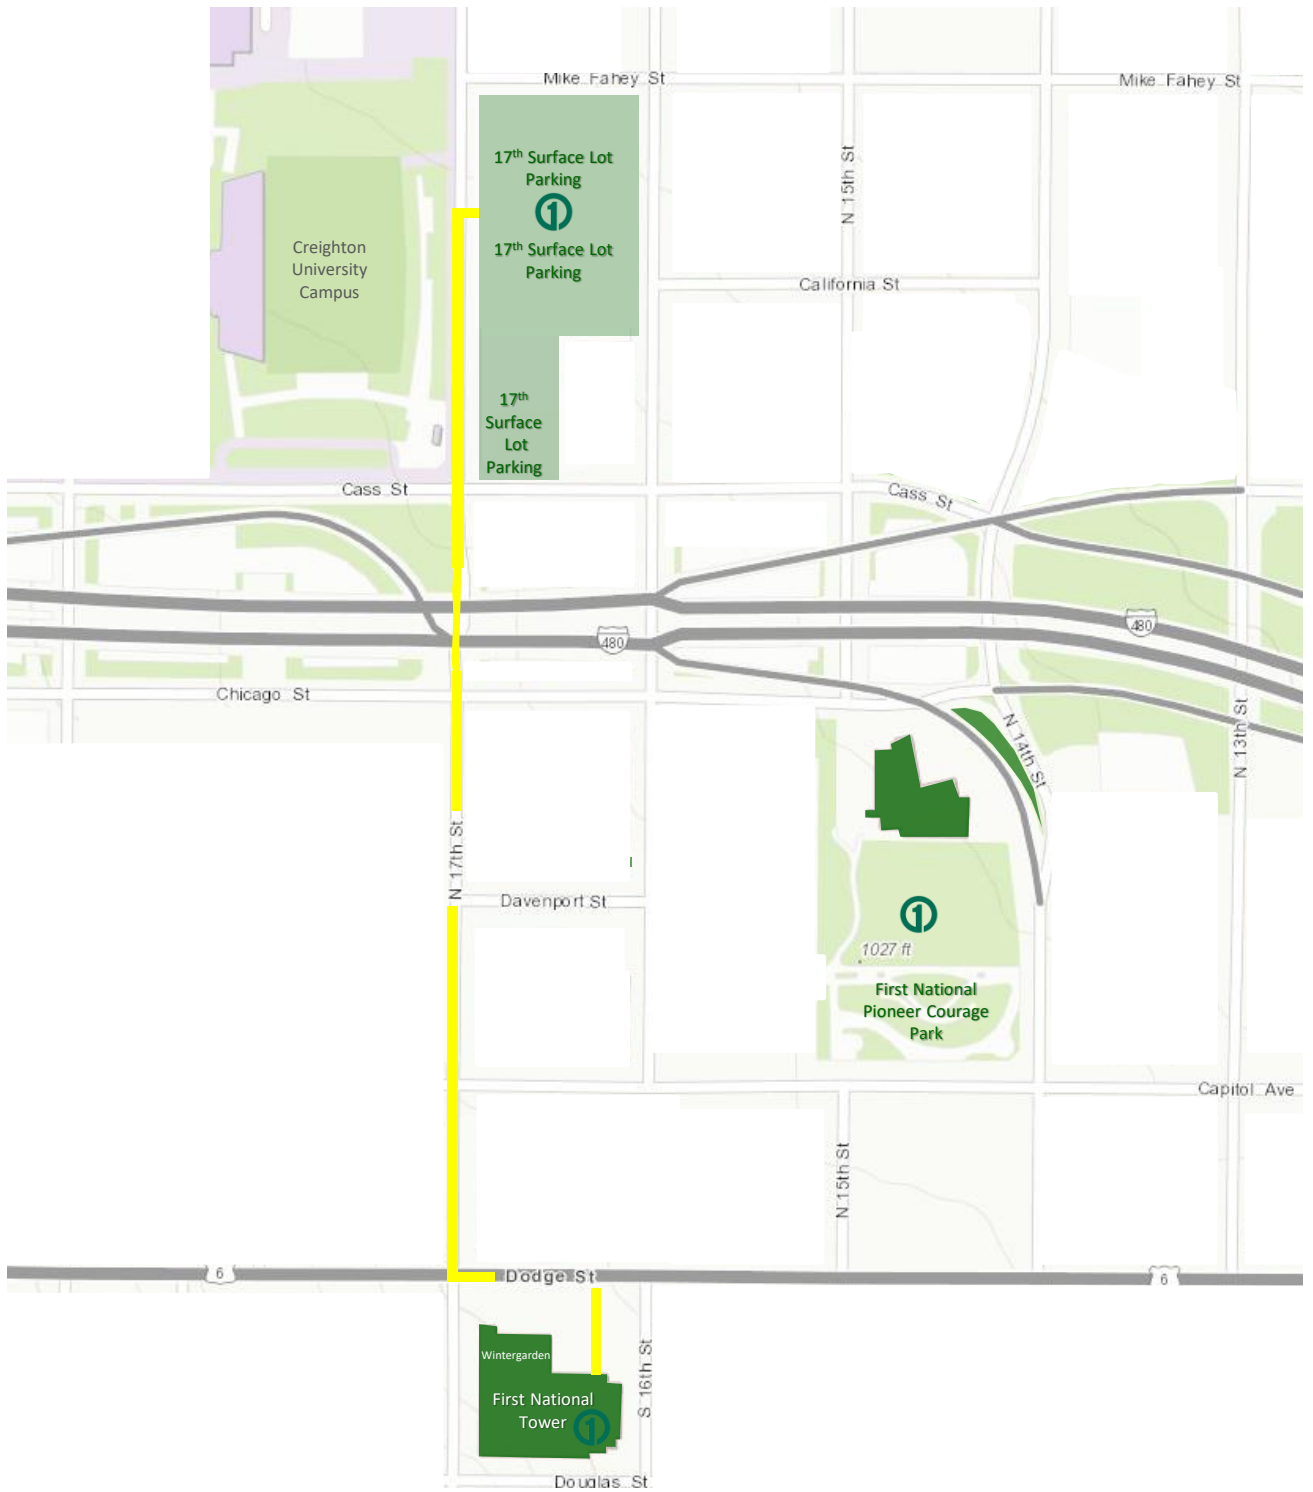 Mike Fahey St
Mike Fahey St
17th Surface Lot
Parking
N 15th St
1
17th Surface Lot
Parking
Creighton
University
Campus
California St
17th
Surface
Lot
Parking
Cass St
Cass St
480
480
Chicago St
N 14th St
N 13th St
N 17th St
Davenport St
1
1027 ft
First National
Pioneer Courage
Park
Capitol Ave
N 15th St
6
Dodge St
6
Wintergarden
S 16th St
First National
Tower
1
Douglas St